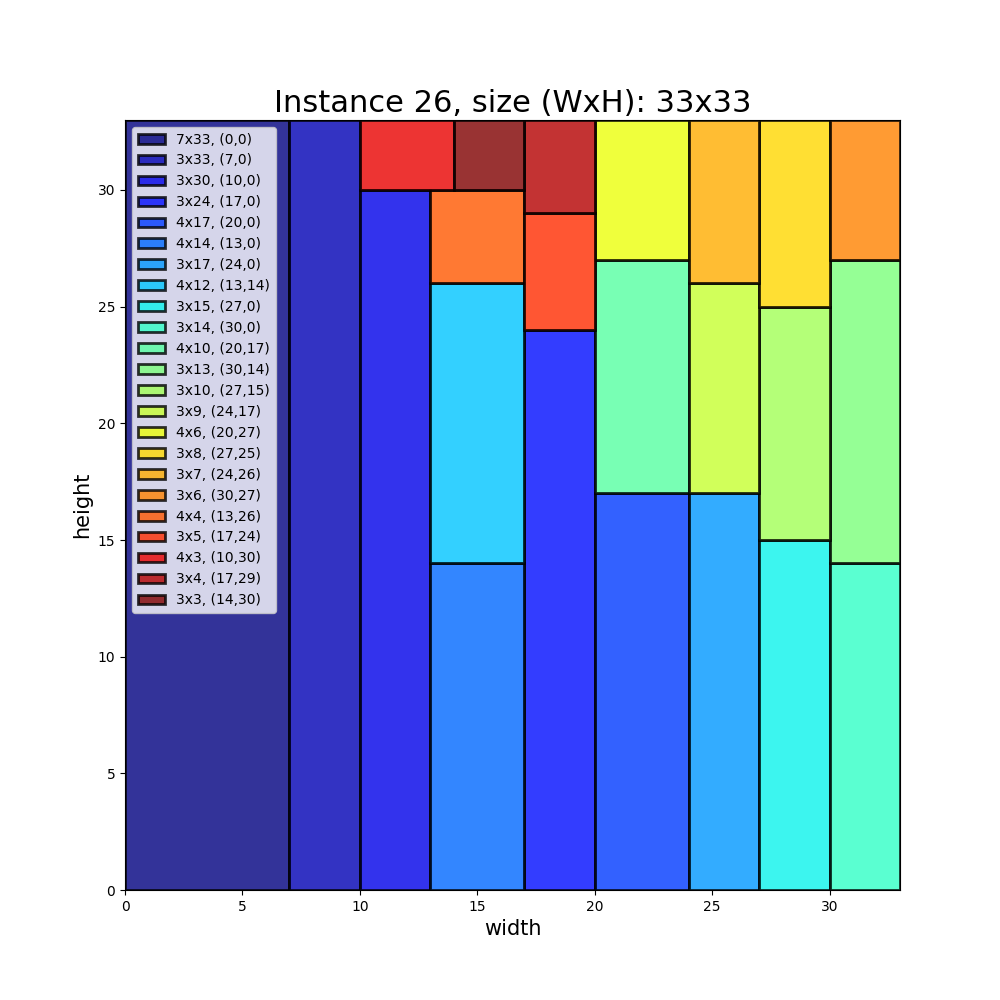 Instance 26, size (WxH): 33x33
7x33, (0,0)
3x33, (7,0)
3x30, (10,0)
3x24, (17,0)
4x17, (20,0)
4x14, (13,0)
3x17, (24,0)
4x12, (13,14)
3x15, (27,0)
3x14, (30,0)
4x10, (20,17)
3x13, (30,14)
3x10, (27,15)
3x9, (24,17)
4x6, (20,27)
3x8, (27,25)
3x7, (24,26)
3x6, (30,27)
4x4, (13,26)
3x5, (17,24)
4x3, (10,30)
3x4, (17,29)
3x3, (14,30)
height
30
25
20
15
10
5
0
0 5 10 15 20 25 30
width